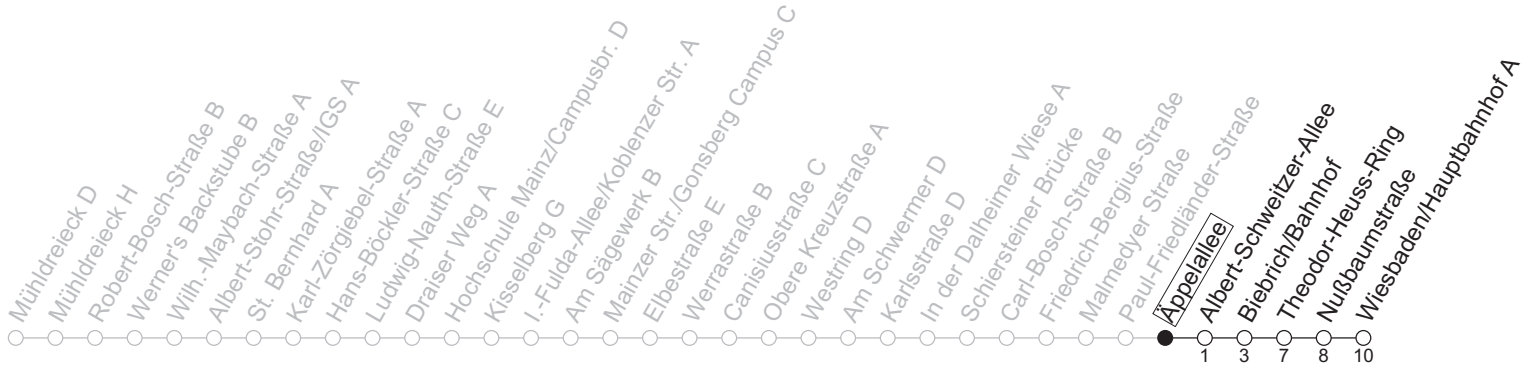 Mühldreieck D
Mühldreieck H
Robert-Bosch-Straße B
Werner's Backstube B
Wilh.-Maybach-Straße A
Albert-Stohr-Straße/IGS A
St. Bernhard A
Karl-Zörgiebel-Straße A
Hans-Böckler-Straße C
Ludwig-Nauth-Straße E
Draiser Weg A
Hochschule Mainz/Campusbr. D
Kisselberg G
I.-Fulda-Allee/Koblenzer Str. A
Am Sägewerk B
Mainzer Str./Gonsberg Campus C
Elbestraße E
Werrastraße B
Canisiusstraße C
Obere Kreuzstraße A
Westring D
Am Schwermer D
Karlsstraße D
In der Dalheimer Wiese A
Schiersteiner Brücke
Carl-Bosch-Straße B
Friedrich-Bergius-Straße
Malmedyer Straße
Paul-Friedländer-Straße
Äppelallee
Albert-Schweitzer-Allee
Biebrich/Bahnhof
Theodor-Heuss-Ring
Nußbaumstraße
Wiesbaden/Hauptbahnhof A
1 3 7 8 10